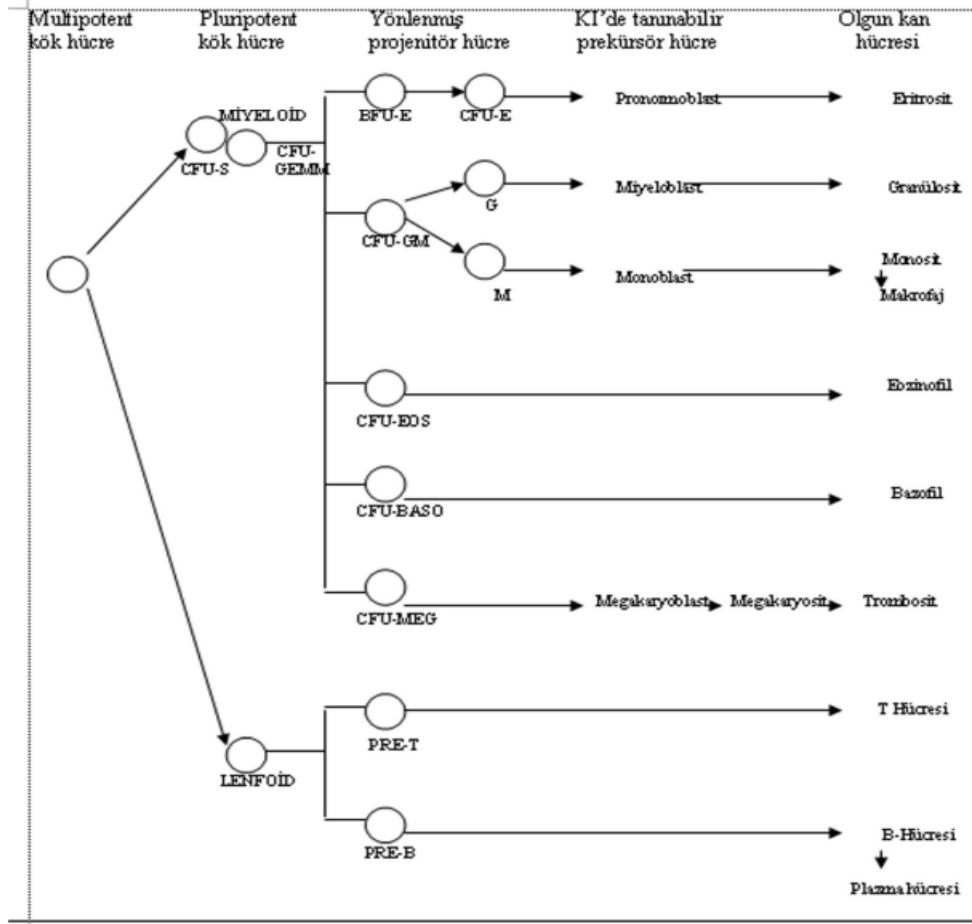 Multipotent
kök hücre
Pluripotent
kök hücre
Yönlenmiş
projenitör hücre
KI'de tanınabilir
prekürsör hücre
Olgun kan
hücresi
BFU-E
CFU-E
Pronormoblast
Eritrosit
MİYELOİD
CFU-S
CFU-
GEMM
G
Miyeloblast
Granülosit
CFU-GM
M
Monoblast
Monosit
Makrofaj
CFU-EOS
Eozinofil
CFU-BASO
Bazofil
CFU-MEG
Megakaryoblast
Megakaryosit
Trombosit
LENFOİD
PRE-T
T Hücresi
PRE-B
B-Hücresi
Plazma hücresi